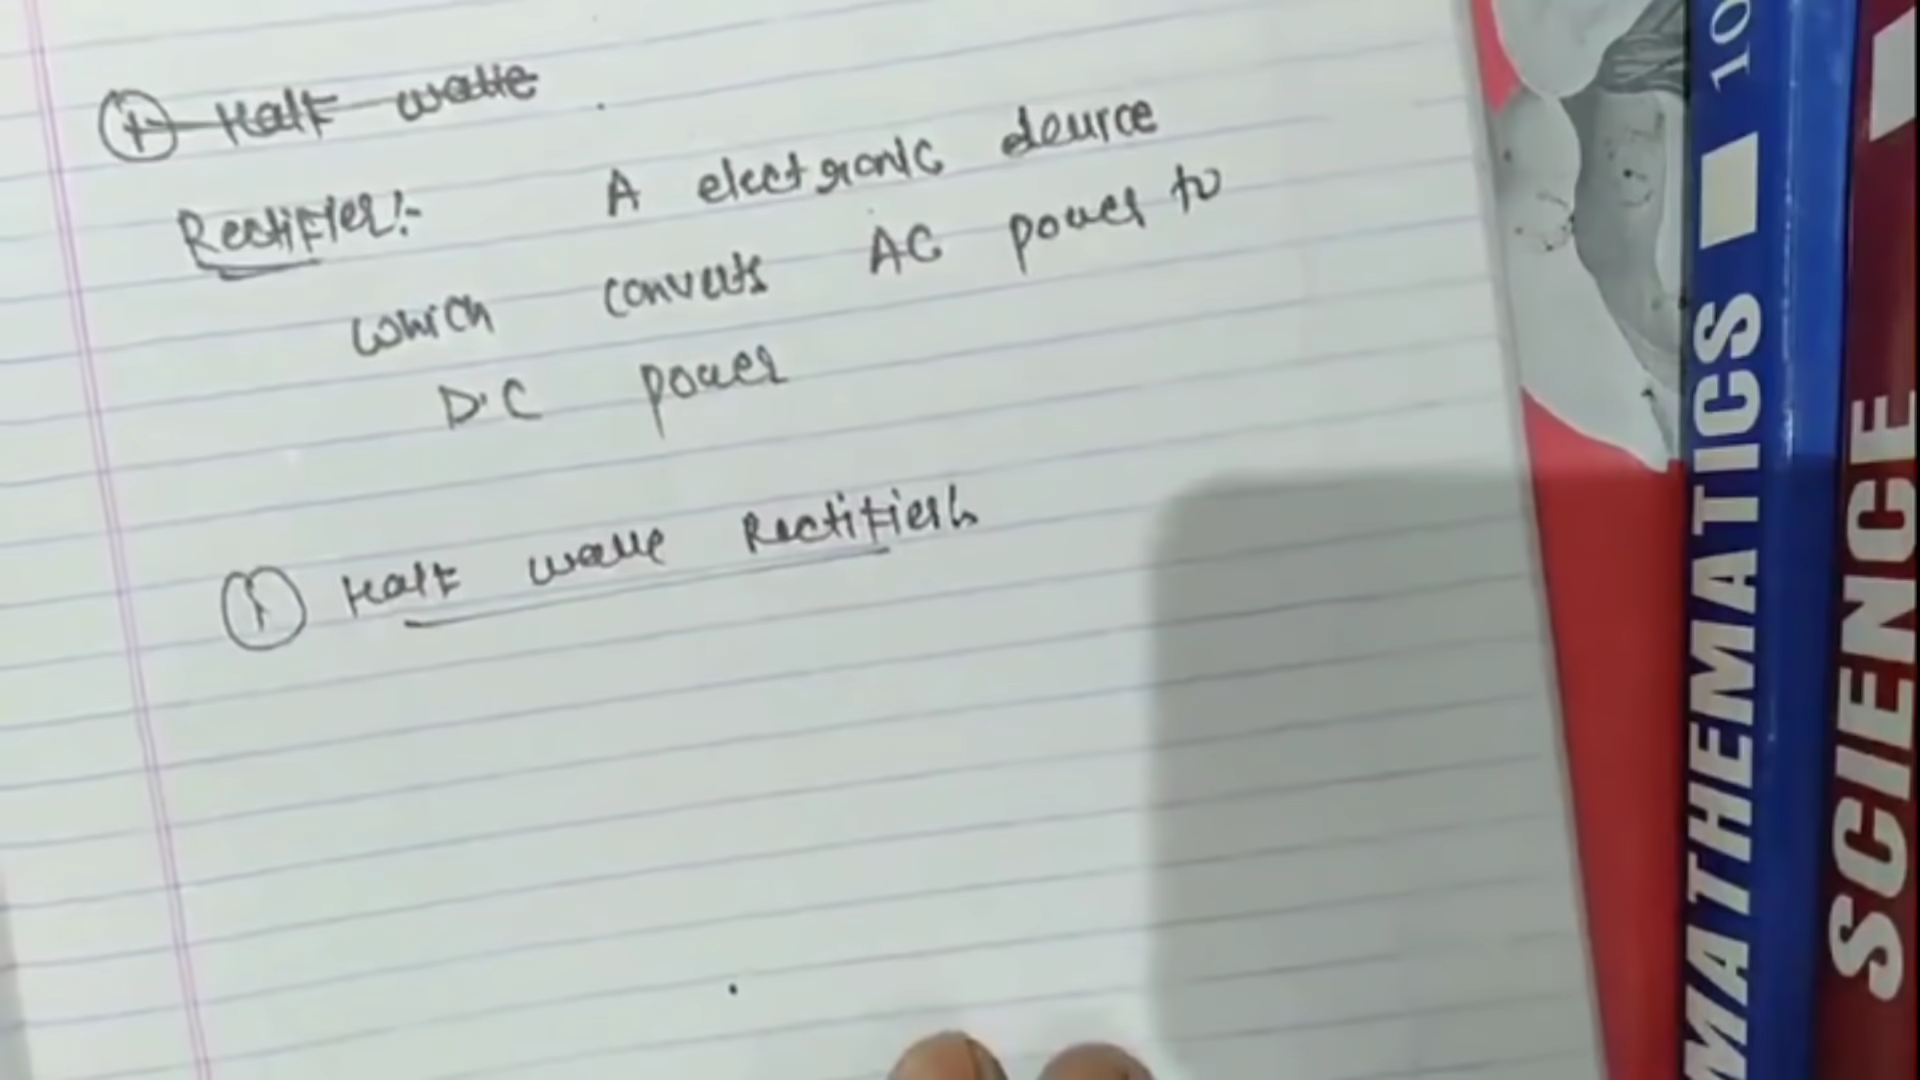 ① Half wave
Rectifier:- A electronic device
which converts AC power to
D.C power
① Half wave Rectifier:-
MATHEMATICS 10
SCIENCE